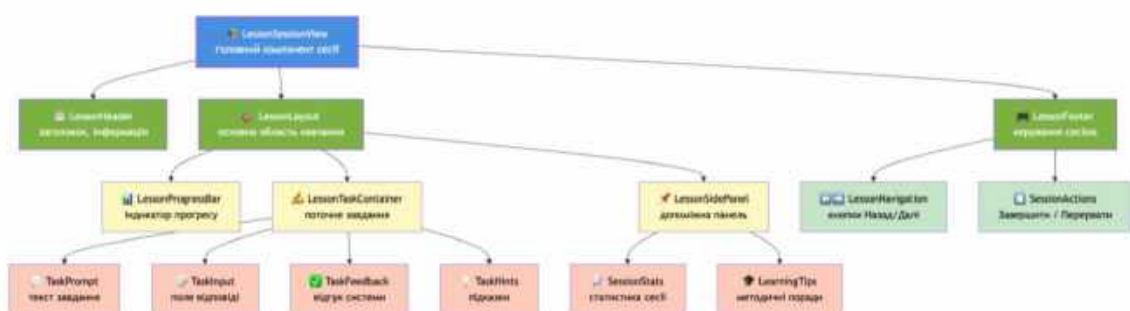 LessonSessionView
головний компонент сесії
LessonHeader
заголовок, інформація
LessonLayout
основна область навчання
LessonFooter
керування сесією
LessonProgressBar
індикатор прогресу
LessonTaskContainer
поточне завдання
LessonSidePanel
допоміжна панель
LessonNavigation
кнопки Назад/Далі
SessionActions
Завершити / Перервати
TaskPrompt
текст завдання
TaskInput
поле відповіді
TaskFeedback
відгук системи
TaskHints
підказки
SessionStats
статистика сесії
LearningTips
методичні поради